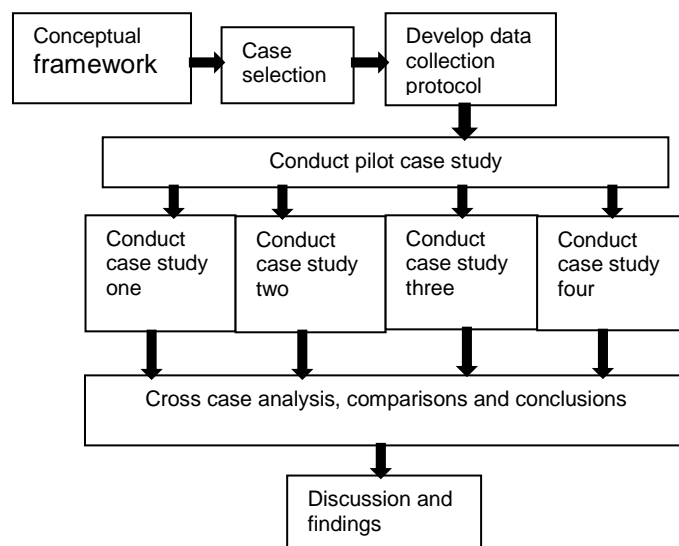 Conceptual
framework
Case
selection
Develop data
collection
protocol
Conduct pilot case study
Conduct
case study
one
Conduct
case study
two
Conduct
case study
three
Conduct
case study
four
Cross case analysis, comparisons and conclusions
Discussion and
findings